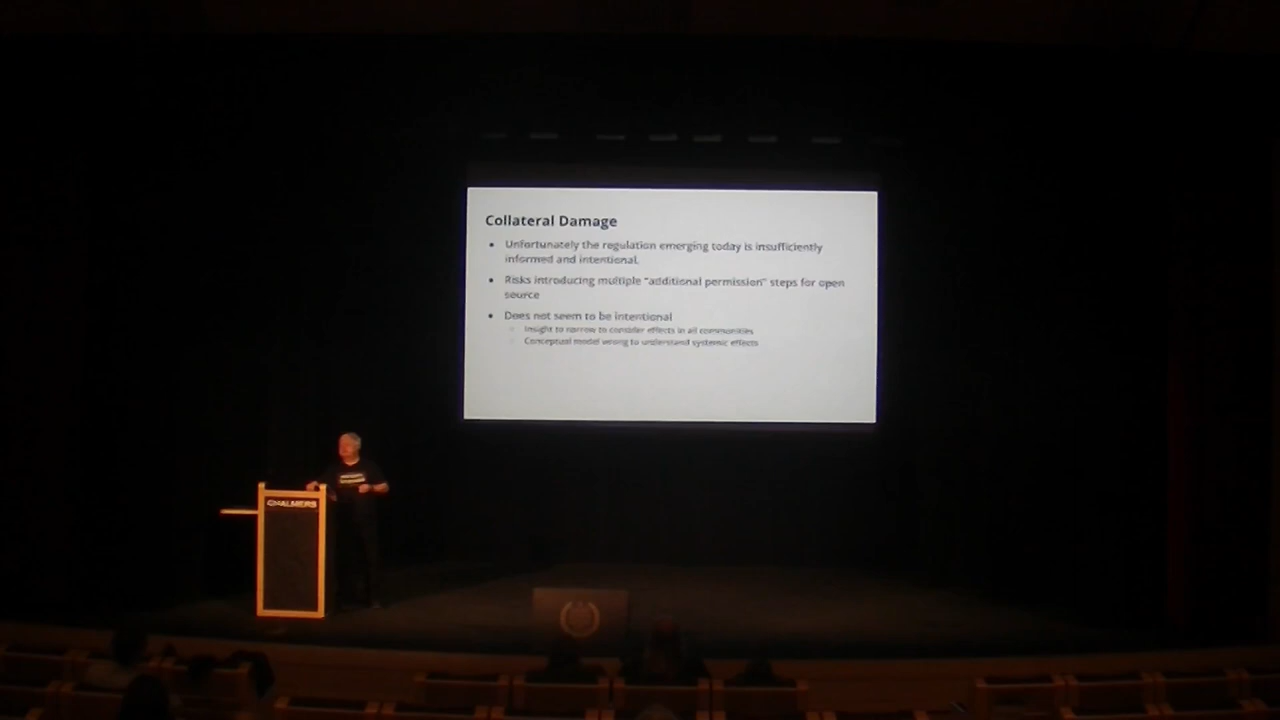 Collateral Damage
Unfortunately the regulation emerging today is insufficiently
informed and intentional.
Risks introducing multiple "additional permission" steps for open
source
Does not seem to be intentional
Insight to narrow to consider effects in all communities
Conceptual model wrong to understand systemic effects
CHALMERS